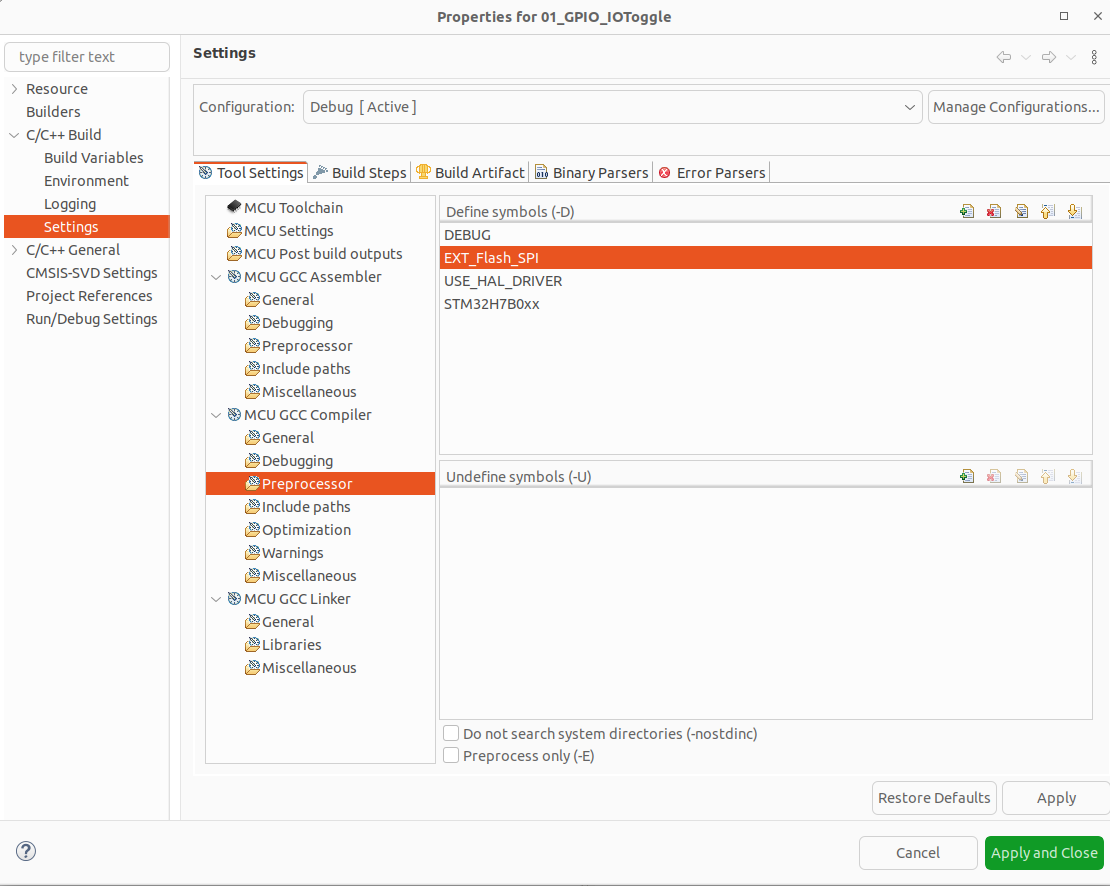 Properties for 01_GPIO_IOToggle
type filter text
Resource
Builders
C/C++ Build
Build Variables
Environment
Logging
Settings
C/C++ General
CMSIS-SVD Settings
Project References
Run/Debug Settings
Settings
Configuration: Debug [ Active ] Manage Configurations...
Tool Settings Build Steps Build Artifact Binary Parsers Error Parsers
MCU Toolchain
MCU Settings
MCU Post build outputs
MCU GCC Assembler
General
Debugging
Preprocessor
Include paths
Miscellaneous
MCU GCC Compiler
General
Debugging
Preprocessor
Include paths
Optimization
Warnings
Miscellaneous
MCU GCC Linker
General
Libraries
Miscellaneous
Define symbols (-D)
DEBUG
EXT_Flash_SPI
USE_HAL_DRIVER
STM32H7B0xx
Undefine symbols (-U)
Do not search system directories (-nostdinc)
Preprocess only (-E)
Restore Defaults Apply
? Cancel Apply and Close